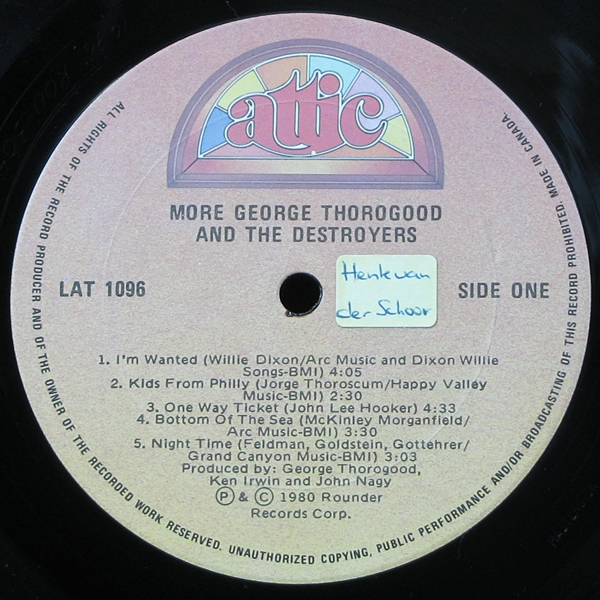 attic
MORE GEORGE THOROGOOD
AND THE DESTROYERS
LAT 1096
Henk van
der Schoor
SIDE ONE
1. I'm Wanted (Willie Dixon/Arc Music and Dixon Willie
Songs-BMI) 4:05
2. Kids From Philly (Jorge Thoroscum/Happy Valley
Music-BMI) 2:30
3. One Way Ticket (John Lee Hooker) 4:33
4. Bottom Of The Sea (McKinley Morganfield/
Arc Music-BMI) 3:30
5. Night Time (Feldman, Goldstein, Gottehrer/
Grand Canyon Music-BMI) 3:03
Produced by: George Thorogood,
Ken Irwin and John Nagy
Ⓟ & © 1980 Rounder
Records Corp.
ALL RIGHTS OF THE RECORD PRODUCER AND OF THE OWNER OF THE RECORDED WORK RESERVED. UNAUTHORIZED COPYING, PUBLIC PERFORMANCE AND/OR BROADCASTING OF THIS RECORD PROHIBITED. MADE IN CANADA.